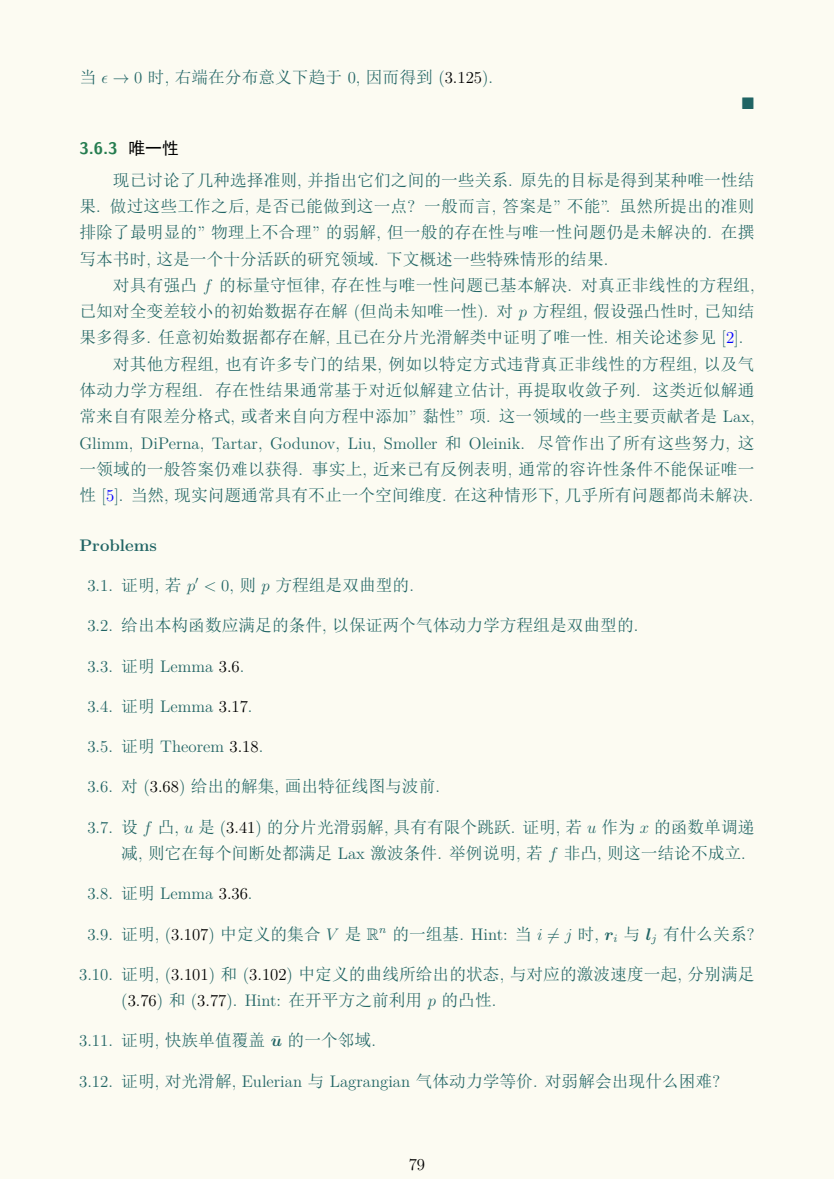 当 ϵ → 0 时, 右端在分布意义下趋于 0, 因而得到 (3.125).
■
3.6.3 唯一性
现已讨论了几种选择准则, 并指出它们之间的一些关系. 原先的目标是得到某种唯一性结
果. 做过这些工作之后, 是否已能做到这一点? 一般而言, 答案是” 不能”. 虽然所提出的准则
排除了最明显的” 物理上不合理” 的弱解, 但一般的存在性与唯一性问题仍是未解决的. 在撰
写本书时, 这是一个十分活跃的研究领域. 下文概述一些特殊情形的结果.
对具有强凸 f 的标量守恒律, 存在性与唯一性问题已基本解决. 对真正非线性的方程组,
已知对全变差较小的初始数据存在解 (但尚未知唯一性). 对 p 方程组, 假设强凸性时, 已知结
果多得多. 任意初始数据都存在解, 且已在分片光滑解类中证明了唯一性. 相关论述参见 [2].
对其他方程组, 也有许多专门的结果, 例如以特定方式违背真正非线性的方程组, 以及气
体动力学方程组. 存在性结果通常基于对近似解建立估计, 再提取收敛子列. 这类近似解通
常来自有限差分格式, 或者来自向方程中添加” 黏性” 项. 这一领域的一些主要贡献者是 Lax,
Glimm, DiPerna, Tartar, Godunov, Liu, Smoller 和 Oleinik. 尽管作出了所有这些努力, 这
一领域的一般答案仍难以获得. 事实上, 近来已有反例表明, 通常的容许性条件不能保证唯一
性 [5]. 当然, 现实问题通常具有不止一个空间维度. 在这种情形下, 几乎所有问题都尚未解决.
Problems
3.1. 证明, 若 p′ < 0, 则 p 方程组是双曲型的.
3.2. 给出本构函数应满足的条件, 以保证两个气体动力学方程组是双曲型的.
3.3. 证明 Lemma 3.6.
3.4. 证明 Lemma 3.17.
3.5. 证明 Theorem 3.18.
3.6. 对 (3.68) 给出的解集, 画出特征线图与波前.
3.7. 设 f 凸, u 是 (3.41) 的分片光滑弱解, 具有有限个跳跃. 证明, 若 u 作为 x 的函数单调递
减, 则它在每个间断处都满足 Lax 激波条件. 举例说明, 若 f 非凸, 则这一结论不成立.
3.8. 证明 Lemma 3.36.
3.9. 证明, (3.107) 中定义的集合 V 是 ℝⁿ 的一组基. Hint: 当 i ≠ j 时, rᵢ 与 lⱼ 有什么关系?
3.10. 证明, (3.101) 和 (3.102) 中定义的曲线所给出的状态, 与对应的激波速度一起, 分别满足
(3.76) 和 (3.77). Hint: 在开平方之前利用 p 的凸性.
3.11. 证明, 快族单值覆盖 ū 的一个邻域.
3.12. 证明, 对光滑解, Eulerian 与 Lagrangian 气体动力学等价. 对弱解会出现什么困难?
79